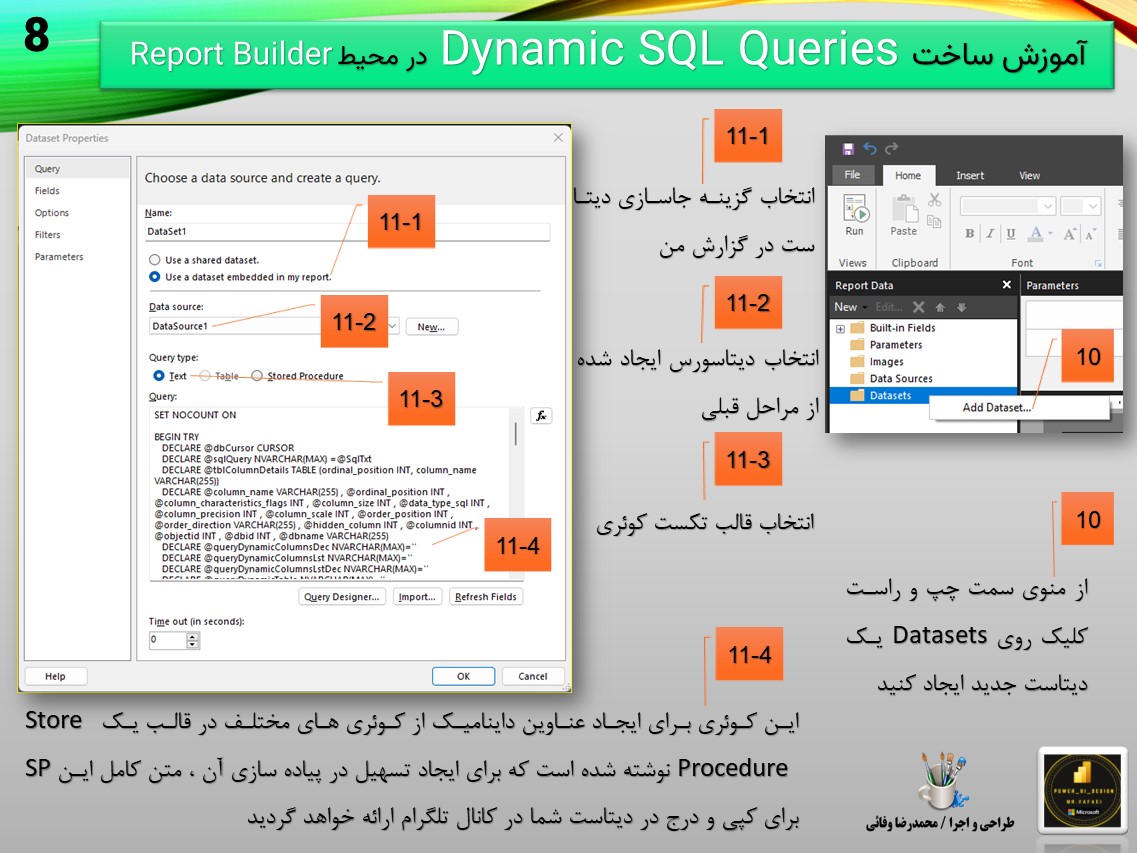 8
آموزش ساخت Dynamic SQL Queries در محیط Report Builder
Dataset Properties
Query
Fields
Options
Filters
Parameters
Choose a data source and create a query.
Name:
DataSet1
Use a shared dataset.
Use a dataset embedded in my report.
11-1
Data source:
DataSource1
New...
11-2
Query type:
Text
Table
Stored Procedure
11-3
Query:
fx
SET NOCOUNT ON
BEGIN TRY
DECLARE @dbCursor CURSOR
DECLARE @sqlQuery NVARCHAR(MAX) =@SqlTxt
DECLARE @tblColumnDetails TABLE (ordinal_position INT, column_name
VARCHAR(255))
DECLARE @column_name VARCHAR(255) , @ordinal_position INT ,
@column_characteristics_flags INT , @column_size INT , @data_type_sql INT ,
@column_precision INT , @column_scale INT , @order_position INT ,
@order_direction VARCHAR(255) , @hidden_column INT , @columnid INT ,
@objectid INT , @dbid INT , @dbname VARCHAR(255)
DECLARE @queryDynamicColumnsDec NVARCHAR(MAX)=''
DECLARE @queryDynamicColumnsLst NVARCHAR(MAX)=''
DECLARE @queryDynamicColumnsLstDec NVARCHAR(MAX)=''
DECLARE @queryDynamicTable NVARCHAR(MAX)=''
11-4
Query Designer...
Import...
Refresh Fields
Time out (in seconds):
0
Help
OK
Cancel
11-1
انتخاب گزینه جاسازی دیتا
ست در گزارش من
11-2
انتخاب دیتاسورس ایجاد شده
از مراحل قبلی
11-3
انتخاب قالب تکست کوئری
11-4
این کوئری برای ایجاد عناوین داینامیک از کوئری های مختلف در قالب یک Store
Procedure نوشته شده است که برای ایجاد تسهیل در پیاده سازی آن ، متن کامل این SP
برای کپی و درج در دیتاست شما در کانال تلگرام ارائه خواهد گردید
File
Home
Insert
View
Run
Paste
B I U A A A
Views
Clipboard
Font
Report Data
Parameters
New
Edit...
Built-in Fields
Parameters
Images
Data Sources
Datasets
Add Dataset...
10
10
از منوی سمت چپ و راست
کلیک روی Datasets یک
دیتاست جدید ایجاد کنید
طراحی و اجرا / محمدرضا وفائی
POWER_BI_DESIGN
MR.VAFAEI
Microsoft